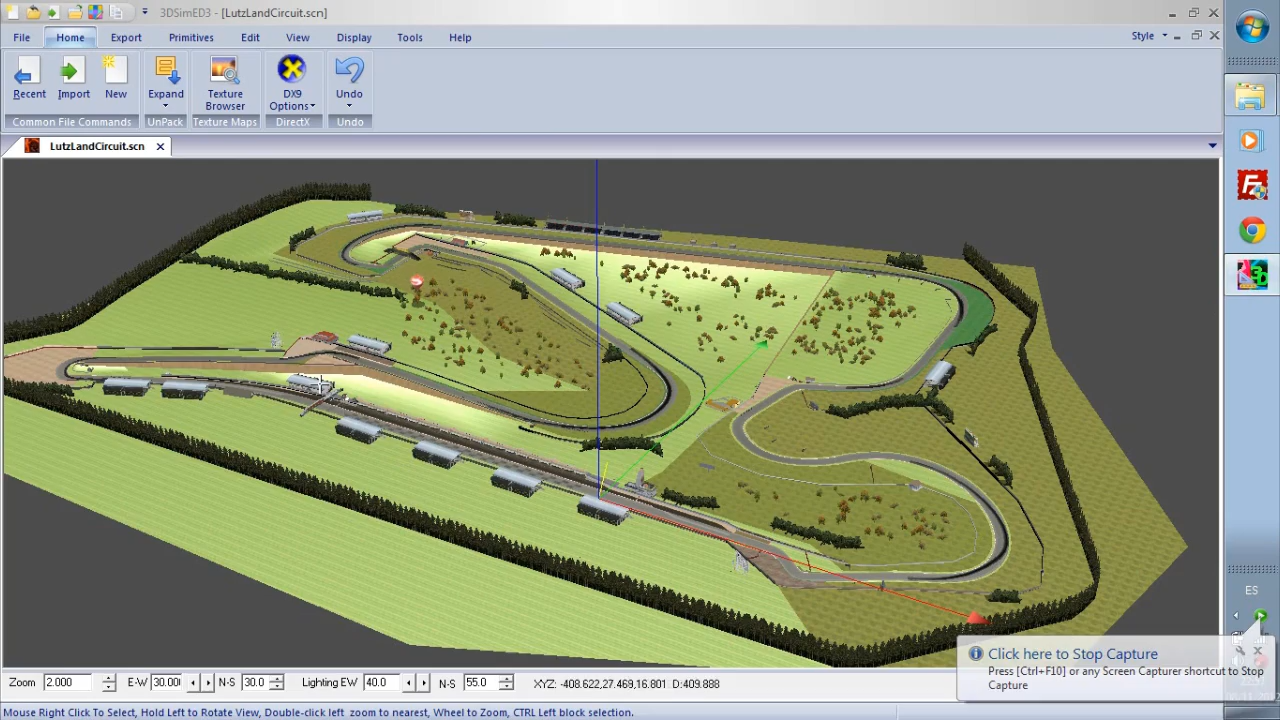 3DSimED3 - [LutzLandCircuit.scn]
File Home Export Primitives Edit View Display Tools Help Style
Recent Import New Expand Texture Browser DX9 Options Undo
Common File Commands UnPack Texture Maps DirectX Undo
LutzLandCircuit.scn
ES
Click here to Stop Capture
Press [Ctrl+F10] or any Screen Capturer shortcut to Stop
Capture
Zoom 2.000 E-W 30.00 N-S 30.0 Lighting EW 40.0 N-S 55.0 XYZ: -408.622,27.469,16.801 D:409.888
Mouse Right Click To Select, Hold Left to Rotate View, Double-click left zoom to nearest, Wheel to Zoom, CTRL Left block selection.